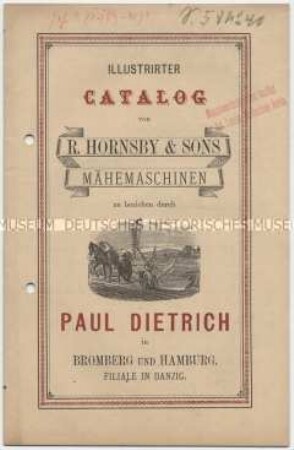 ILLUSTRIRTER
CATALOG
von
R. HORNSBY & SONS
MÄHEMASCHINEN
zu beziehen durch
MUSEUM DEUTSCHES HISTORISCHES MUSEUM
PAUL DIETRICH
in
BROMBERG UND HAMBURG.
FILIALE IN DANZIG.